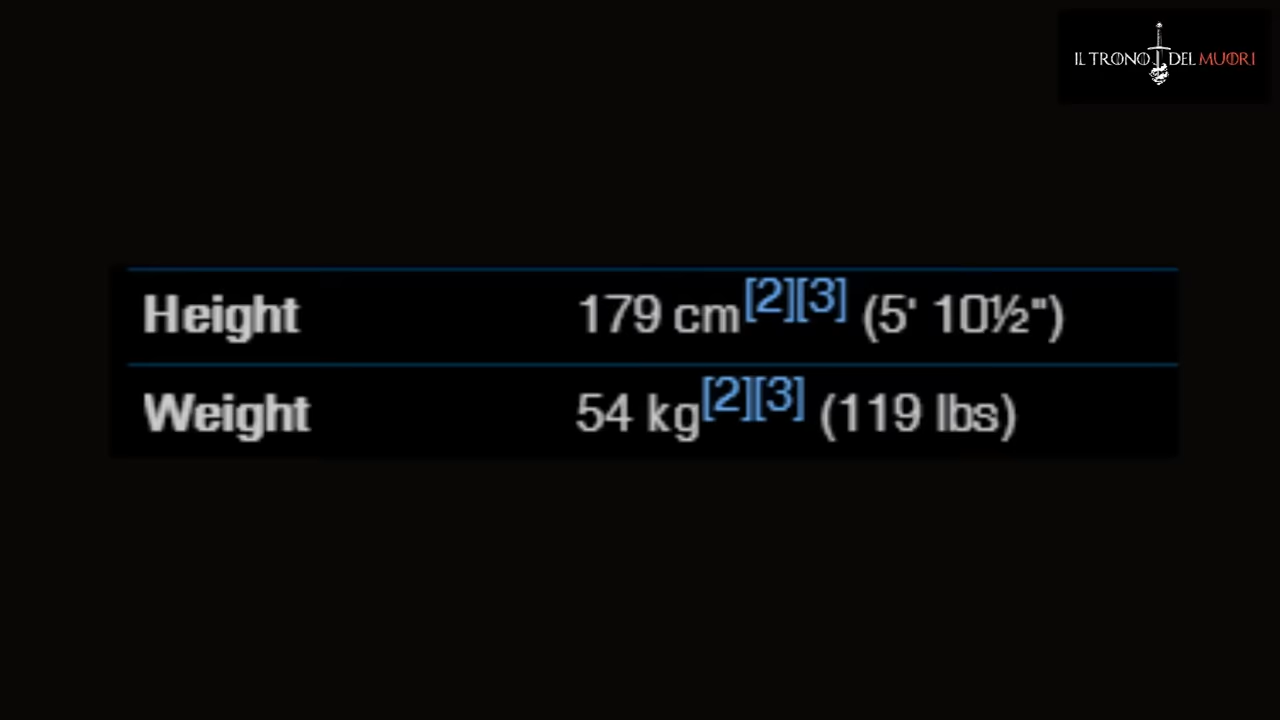 IL TRONO DEL MUORI
Height 179 cm[2][3] (5' 10½")
Weight 54 kg[2][3] (119 lbs)